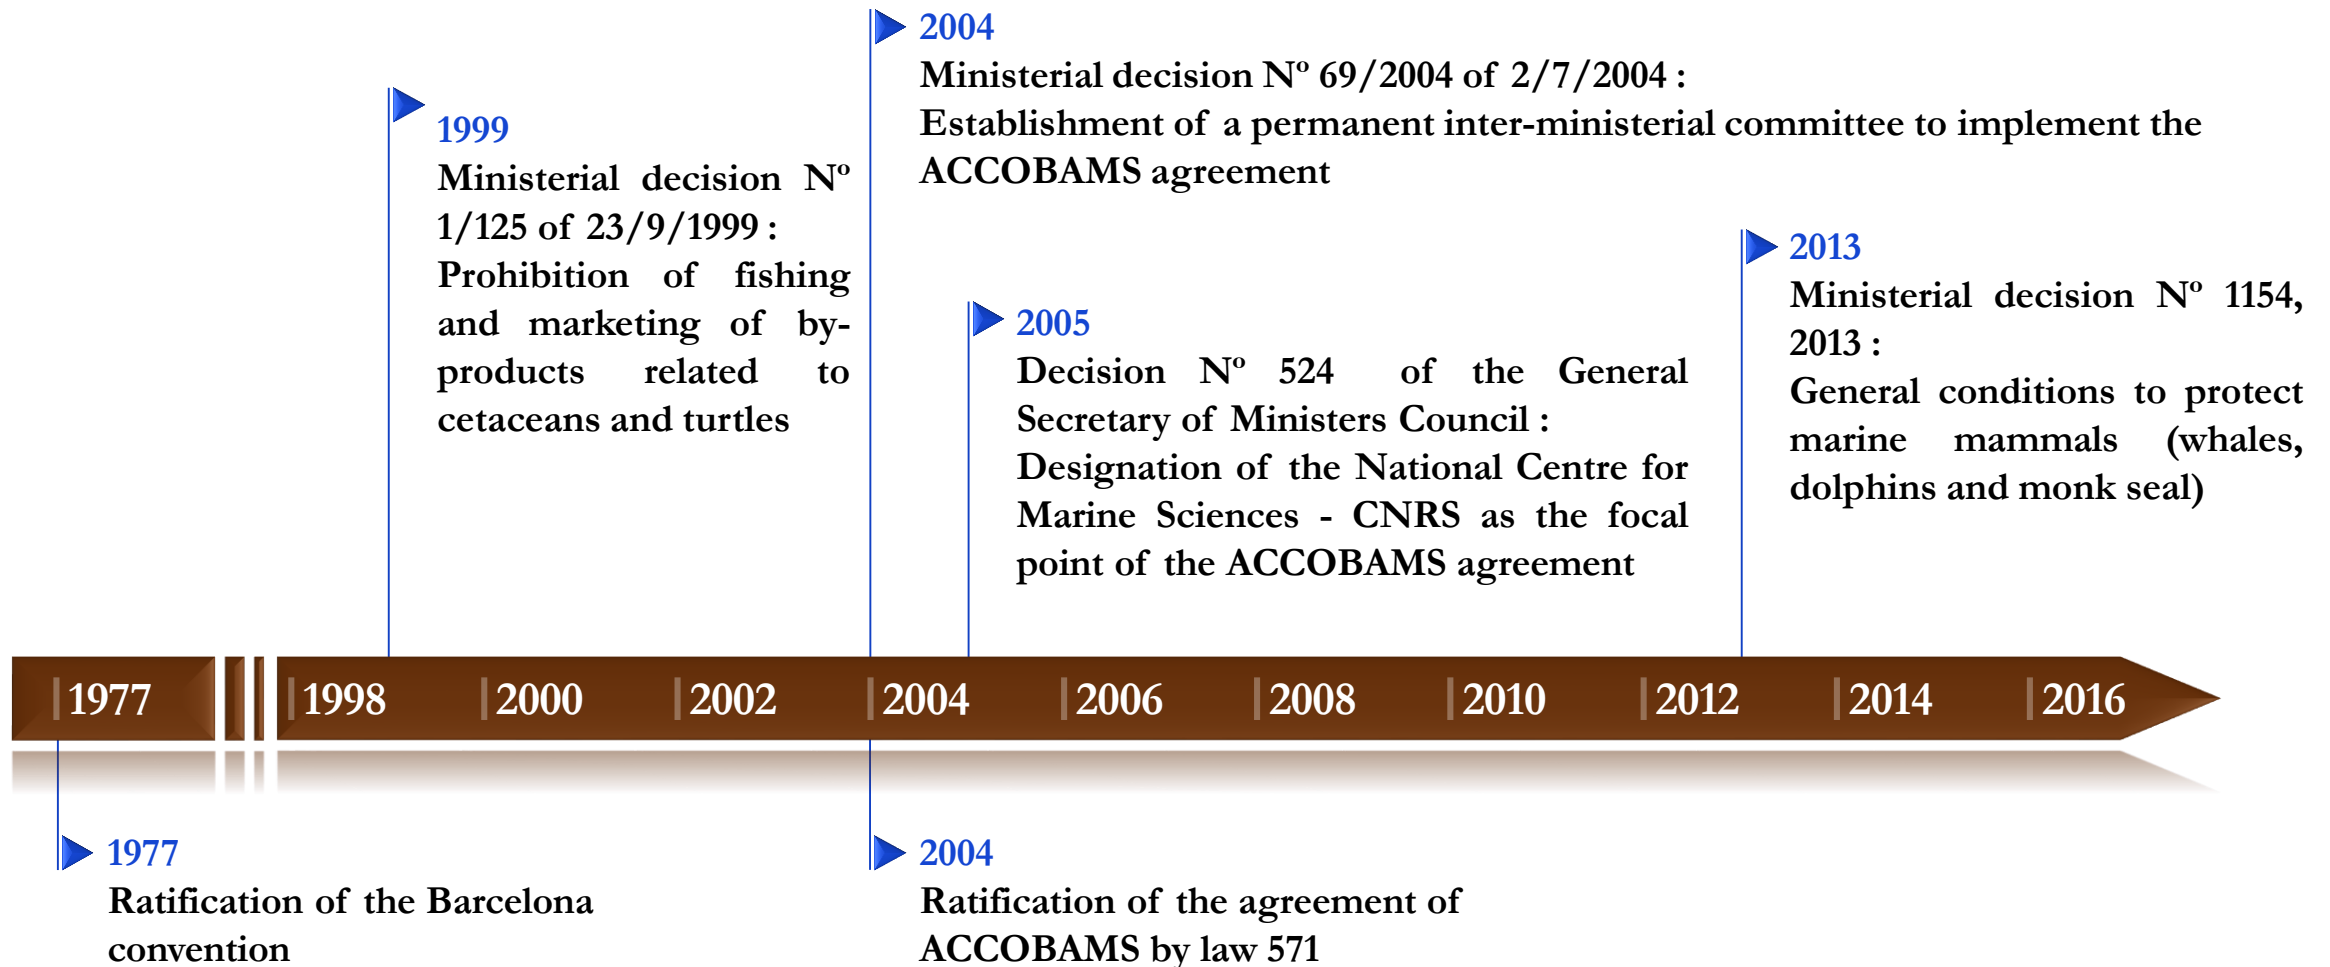 2004
Ministerial decision Nº 69/2004 of 2/7/2004 :
Establishment of a permanent inter-ministerial committee to implement the
ACCOBAMS agreement
1999
Ministerial decision Nº
1/125 of 23/9/1999 :
Prohibition of fishing
and marketing of by-
products related to
cetaceans and turtles
2005
Decision Nº 524 of the General
Secretary of Ministers Council :
Designation of the National Centre for
Marine Sciences - CNRS as the focal
point of the ACCOBAMS agreement
2013
Ministerial decision Nº 1154,
2013 :
General conditions to protect
marine mammals (whales,
dolphins and monk seal)
1977 1998 2000 2002 2004 2006 2008 2010 2012 2014 2016
1977
Ratification of the Barcelona
convention
2004
Ratification of the agreement of
ACCOBAMS by law 571